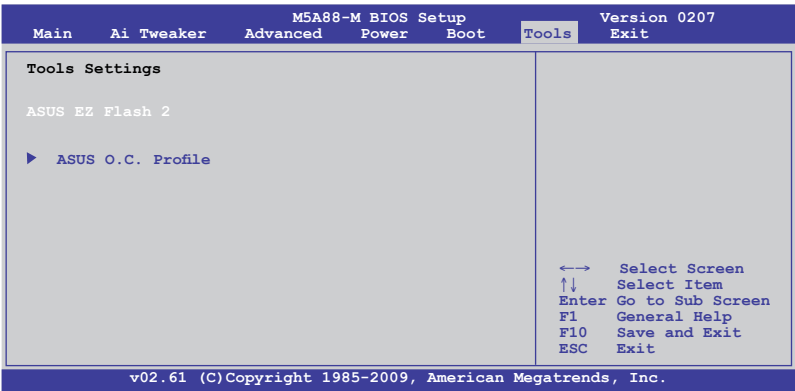 M5A88-M BIOS Setup Version 0207
Main Ai Tweaker Advanced Power Boot Tools Exit
Tools Settings
ASUS EZ Flash 2
▶ ASUS O.C. Profile
←→ Select Screen
↑↓ Select Item
Enter Go to Sub Screen
F1 General Help
F10 Save and Exit
ESC Exit
v02.61 (C)Copyright 1985-2009, American Megatrends, Inc.